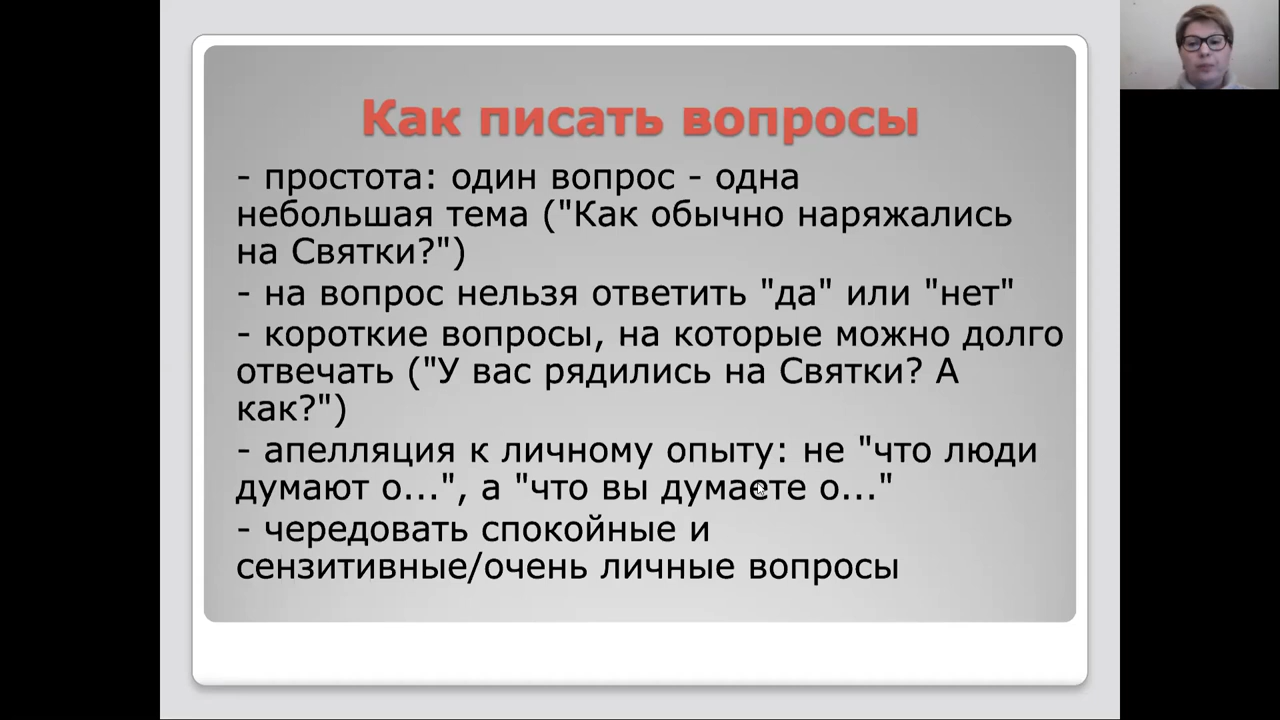 Как писать вопросы
- простота: один вопрос - одна
небольшая тема ("Как обычно наряжались
на Святки?")
- на вопрос нельзя ответить "да" или "нет"
- короткие вопросы, на которые можно долго
отвечать ("У вас рядились на Святки? А
как?")
- апелляция к личному опыту: не "что люди
думают о...", а "что вы думаете о..."
- чередовать спокойные и
сензитивные/очень личные вопросы